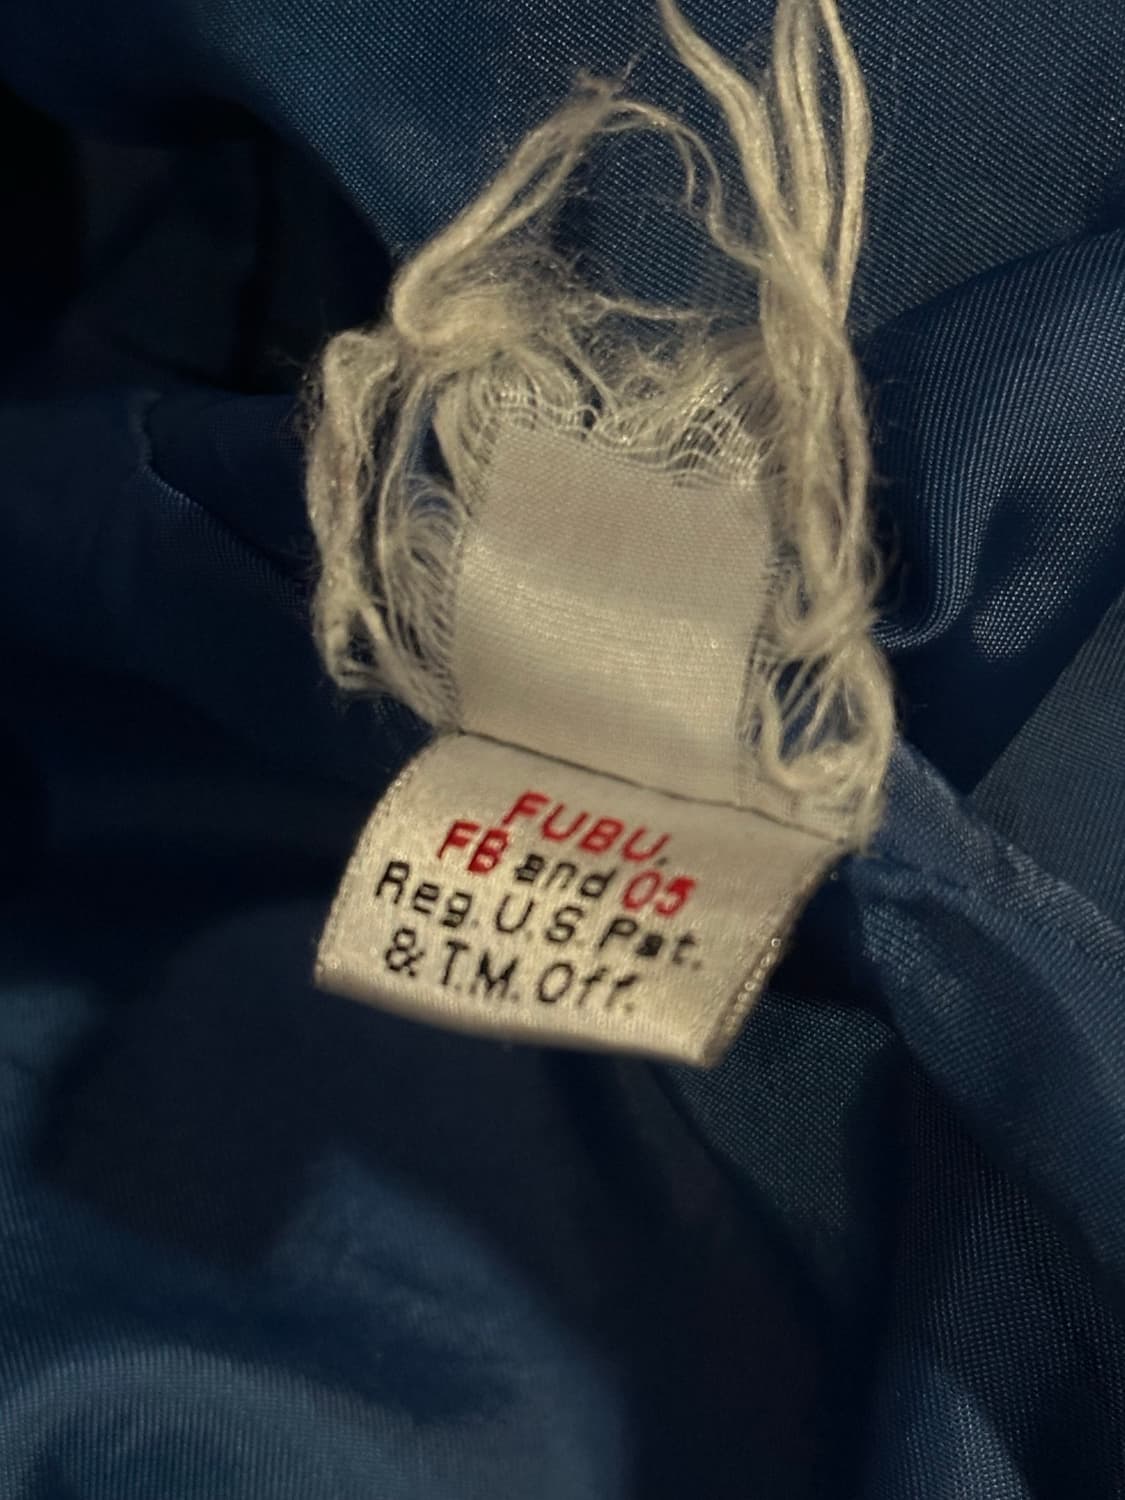 FUBU,
FB and 05
Reg. U.S. Pat.
& T.M. Off.